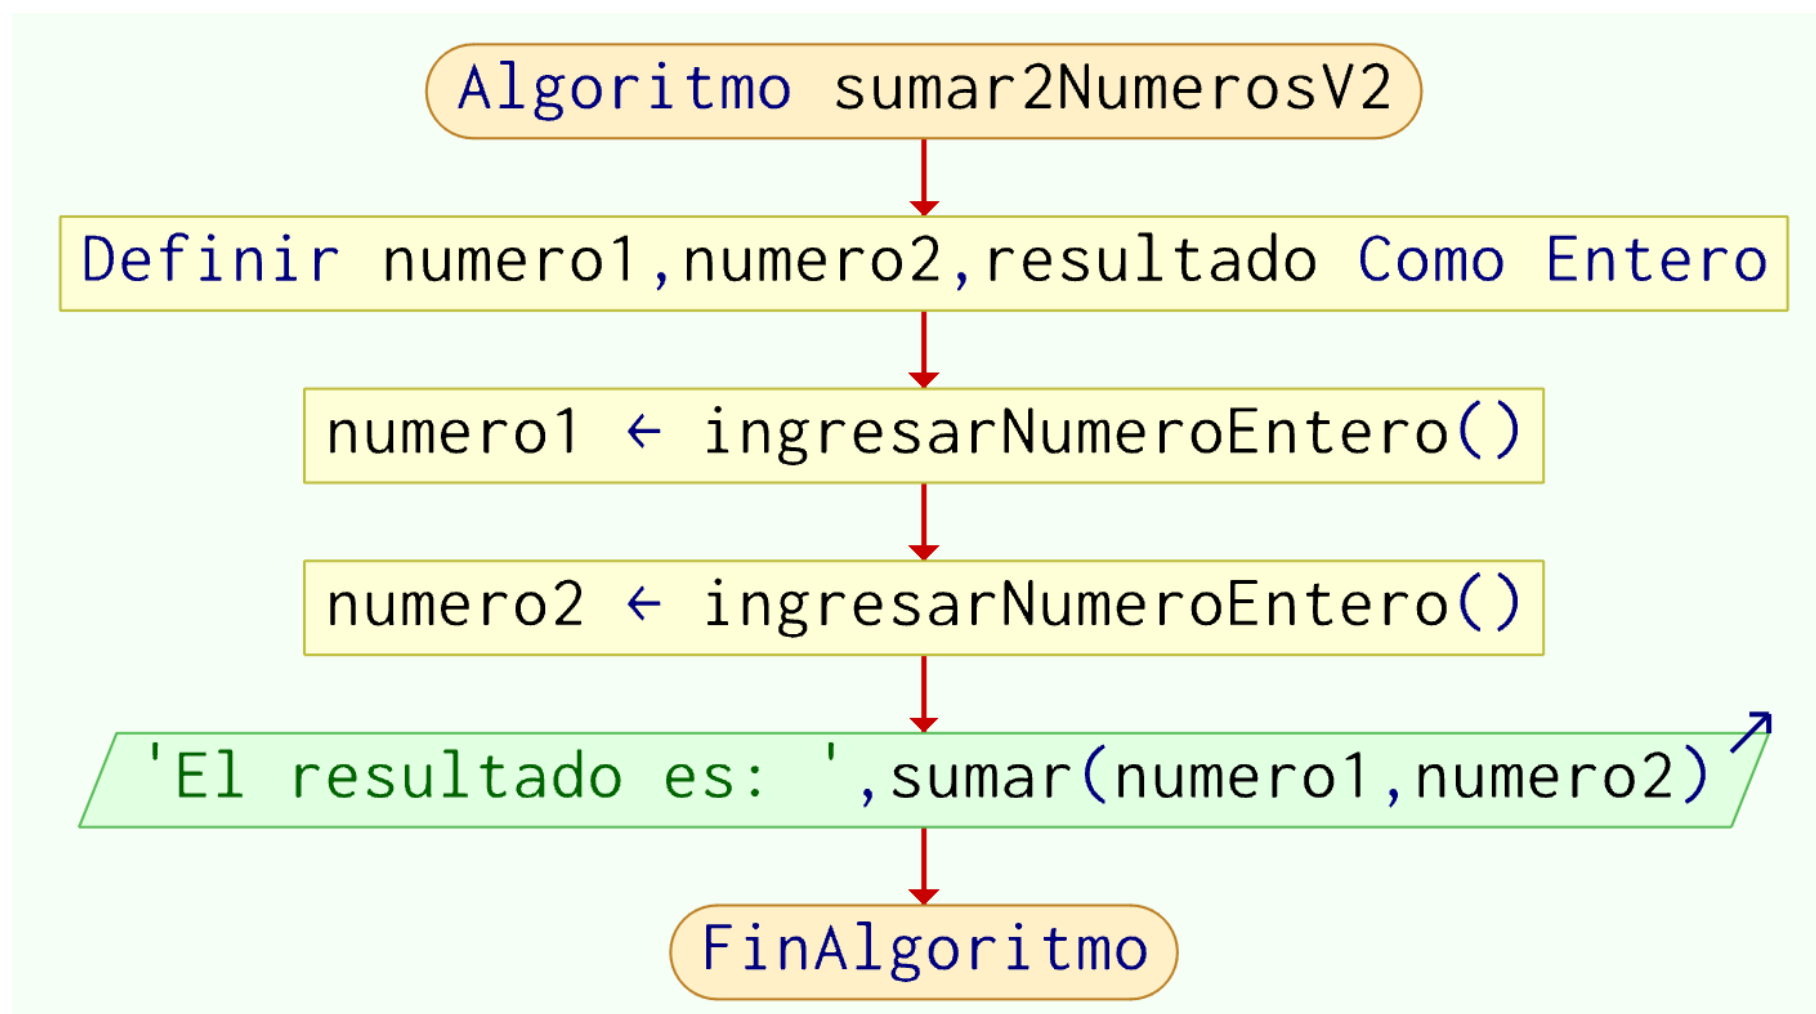 Algoritmo sumar2NumerosV2
Definir numero1,numero2,resultado Como Entero
numero1 ← ingresarNumeroEntero()
numero2 ← ingresarNumeroEntero()
'El resultado es: ',sumar(numero1,numero2)
FinAlgoritmo